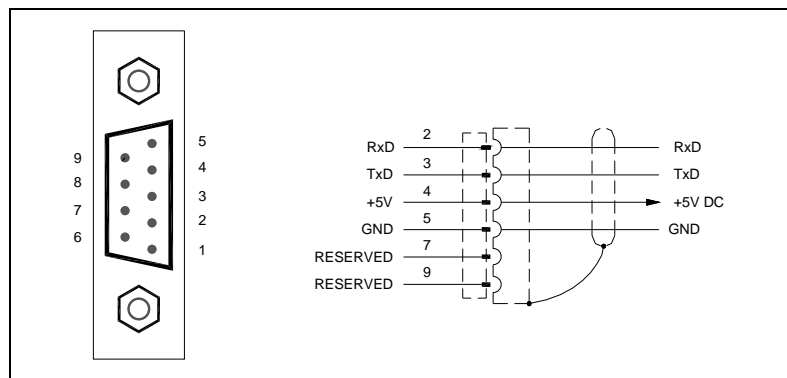 9
8
7
6
5
4
3
2
1
RxD 2 RxD
TxD 3 TxD
+5V 4 +5V DC
GND 5 GND
RESERVED 7
RESERVED 9